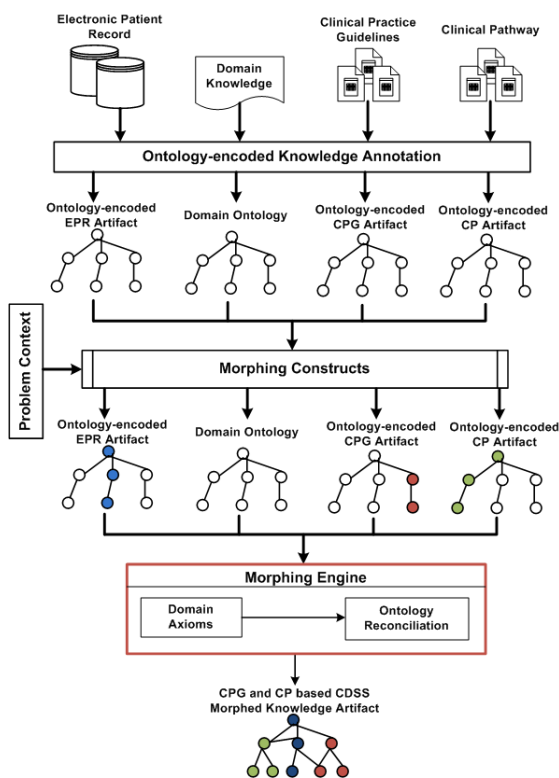 Electronic Patient
Record
Domain
Knowledge
Clinical Practice
Guidelines
Clinical Pathway
Ontology-encoded Knowledge Annotation
Ontology-encoded
EPR Artifact
Domain Ontology
Ontology-encoded
CPG Artifact
Ontology-encoded
CP Artifact
Problem Context
Morphing Constructs
Ontology-encoded
EPR Artifact
Domain Ontology
Ontology-encoded
CPG Artifact
Ontology-encoded
CP Artifact
Morphing Engine
Domain
Axioms
Ontology
Reconciliation
CPG and CP based CDSS
Morphed Knowledge Artifact